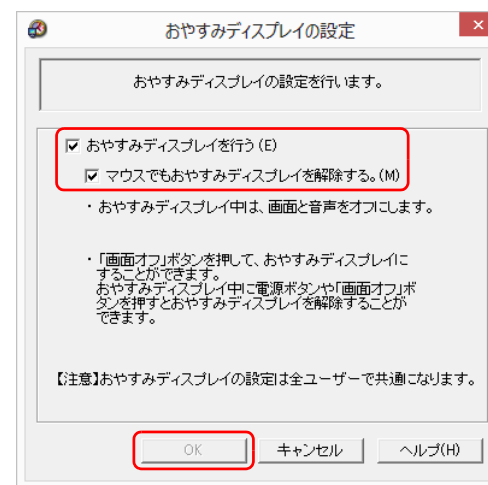 おやすみディスプレイの設定
おやすみディスプレイの設定を行います。
おやすみディスプレイを行う(E)
マウスでもおやすみディスプレイを解除する。(M)
・おやすみディスプレイ中は、画面と音声をオフにします。
・「画面オフ」ボタンを押して、おやすみディスプレイに
することができます。
おやすみディスプレイ中に電源ボタンや「画面オフ」ボ
タンを押すとおやすみディスプレイを解除することが
できます。
【注意】おやすみディスプレイの設定は全ユーザーで共通になります。
OK キャンセル ヘルプ(H)